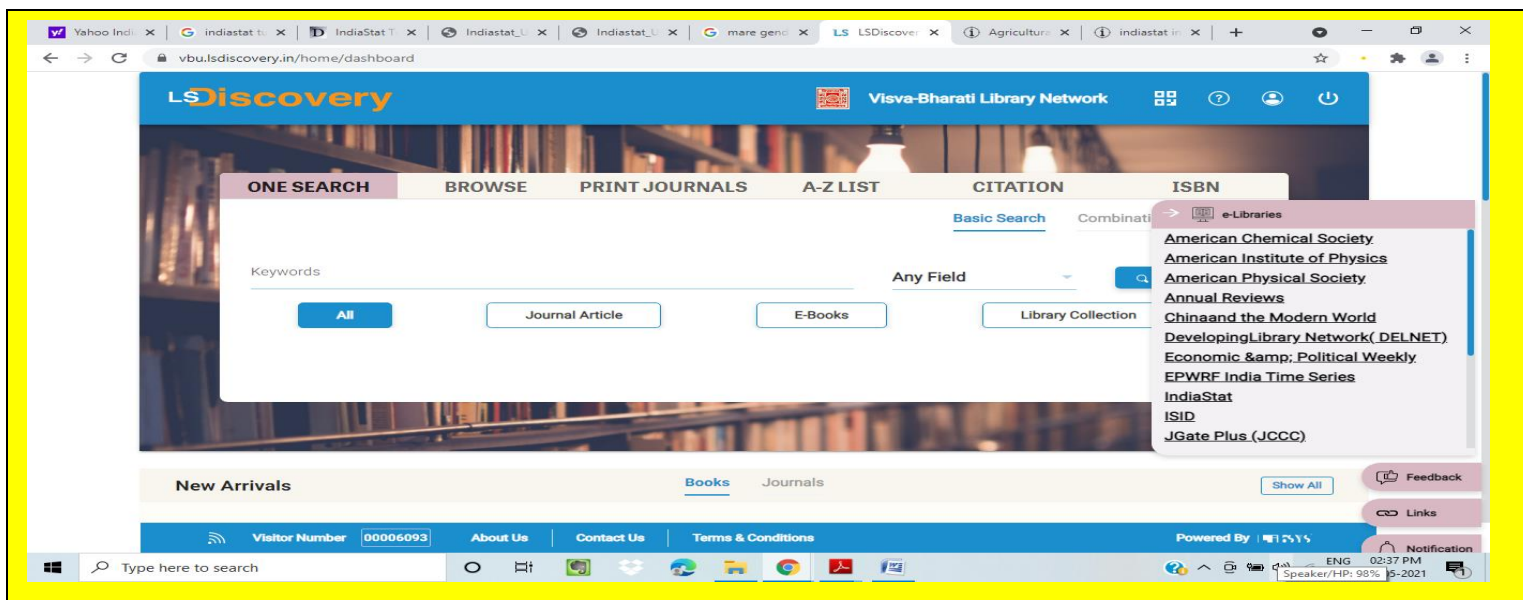 Yahoo Indi
indiastat tu
IndiaStat T
Indiastat_U
Indiastat_U
mare gend
LS LSDiscover
Agricultura
indiastat in
vbu.lsdiscovery.in/home/dashboard
LSDiscovery
Visva-Bharati Library Network
ONE SEARCH BROWSE PRINT JOURNALS A-Z LIST CITATION ISBN
Basic Search Combinati
Keywords
Any Field
All Journal Article E-Books Library Collection
e-Libraries
American Chemical Society
American Institute of Physics
American Physical Society
Annual Reviews
Chinaand the Modern World
DevelopingLibrary Network( DELNET)
Economic &amp; Political Weekly
EPWRF India Time Series
IndiaStat
ISID
JGate Plus (JCCC)
New Arrivals Books Journals Show All
Feedback
Links
Notification
Visitor Number 00006093 About Us Contact Us Terms & Conditions Powered By
Type here to search
ENG 02:37 PM
Speaker/HP: 98% 5-2021